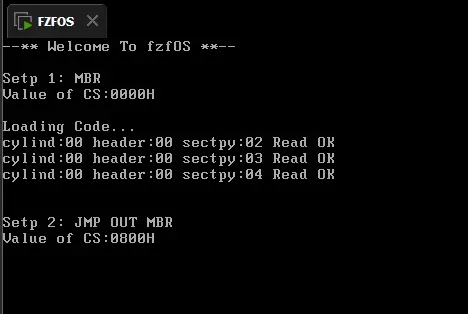 FZFOS
--** Welcome To fzfOS **--
Setp 1: MBR
Value of CS:0000H
Loading Code...
cylind:00 header:00 sectpy:02 Read OK
cylind:00 header:00 sectpy:03 Read OK
cylind:00 header:00 sectpy:04 Read OK
Setp 2: JMP OUT MBR
Value of CS:0800H